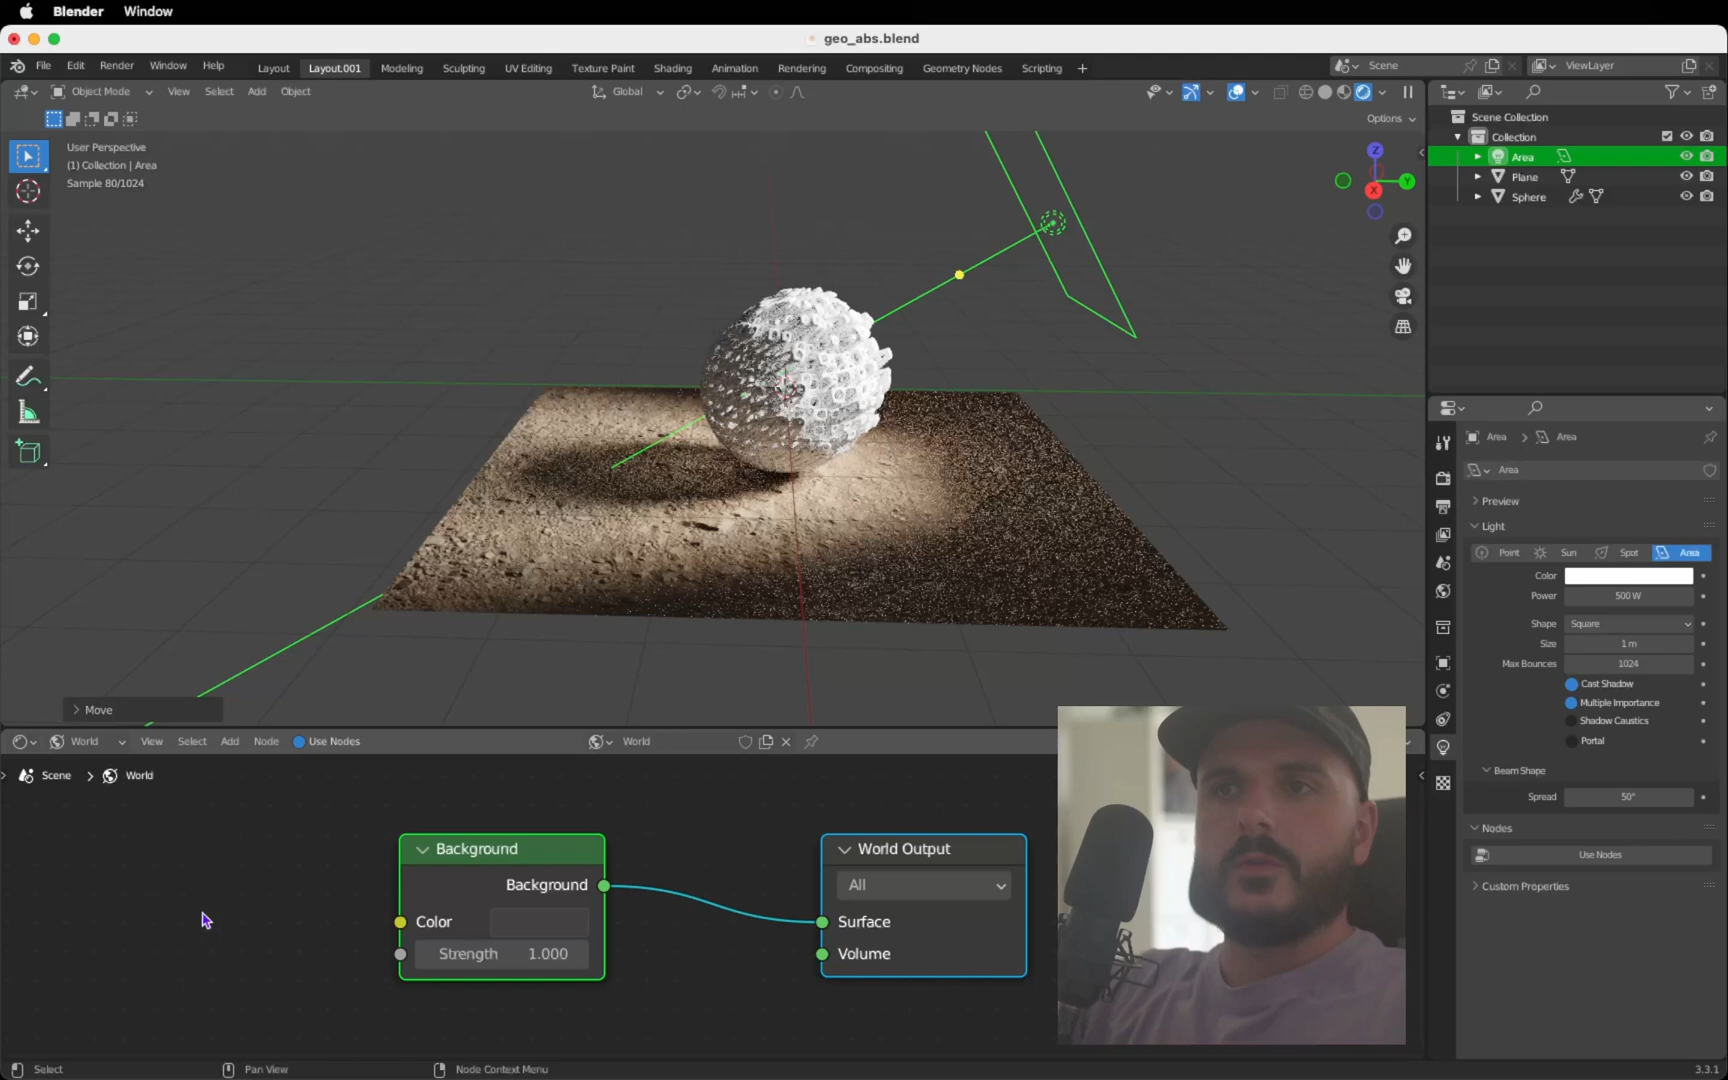 Blender Window
geo_abs.blend
File Edit Render Window Help Layout Layout.001 Modeling Sculpting UV Editing Texture Paint Shading Animation Rendering Compositing Geometry Nodes Scripting Scene ViewLayer
Object Mode View Select Add Object Global
Options
User Perspective
(1) Collection | Area
Sample 80/1024
Z
Y
X
Move
Scene Collection
Collection
Area
Plane
Sphere
Area Area
Area
Preview
Light
Point Sun Spot Area
Color
Power 500 W
Shape Square
Size 1 m
Max Bounces 1024
Cast Shadow
Multiple Importance
Shadow Caustics
Portal
Beam Shape
Spread 50°
Nodes
Use Nodes
Custom Properties
World View Select Add Node Use Nodes World
Scene World
Background
Background
Color
Strength 1.000
World Output
All
Surface
Volume
Select Pan View Node Context Menu 3.3.1